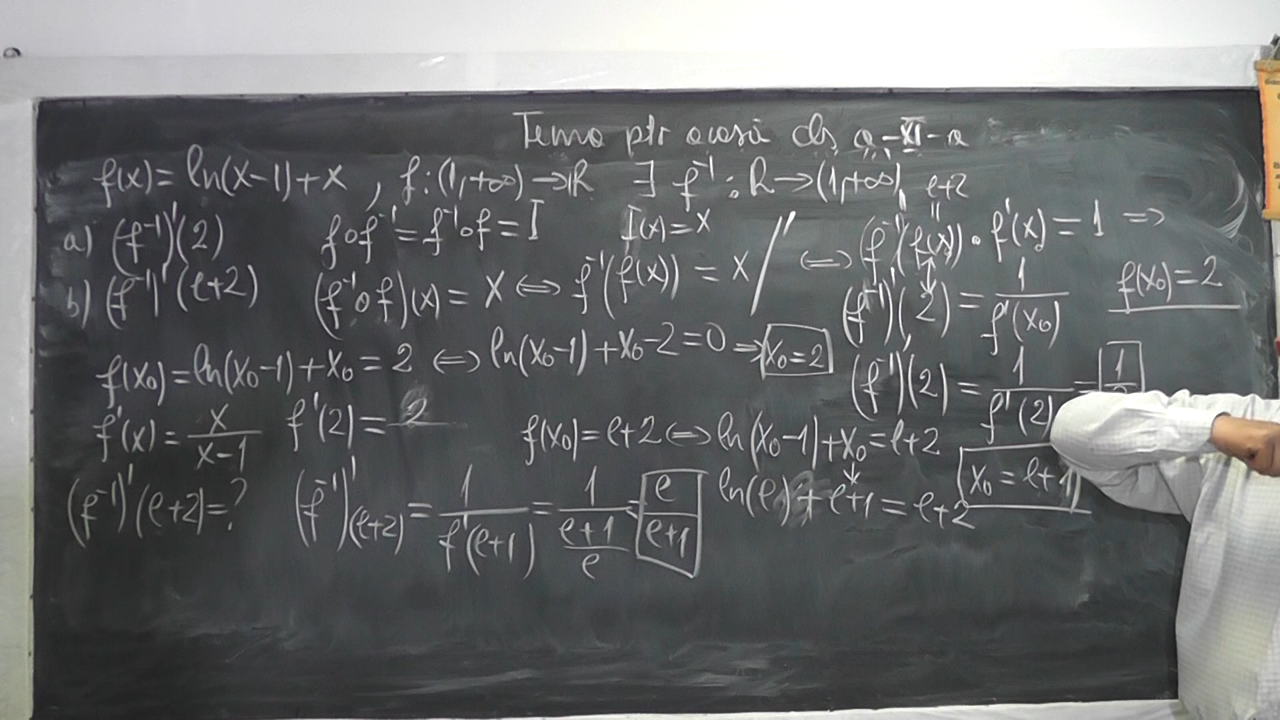 Tema ptr acasă cls a-XI-a
f(x) = ln(x-1)+x , f:(1,+∞)→R ∃ f⁻¹:R→(1,+∞)
a) (f⁻¹)'(2) f∘f⁻¹=f⁻¹∘f=I I(x)=x
e+2
(f⁻¹)'(f(x))∘f'(x)=1 ⇒
b) (f⁻¹)'(e+2) (f⁻¹∘f)(x)=x ⇔ f⁻¹(f(x))=x /' ⇔
(f⁻¹)'(2)=1/f'(x₀) f(x₀)=2
f(x₀)=ln(x₀-1)+x₀=2 ⇔ ln(x₀-1)+x₀-2=0 ⇒ x₀=2
(f⁻¹)'(2)=1/f'(2)=
f'(x)=x/(x-1) f'(2)=2
f(x₀)=e+2 ⇔ ln(x₀-1)+x₀=e+2
x₀=e+1
(f⁻¹)'(e+2)=? (f⁻¹)'(e+2)=1/f'(e+1)=1/((e+1)/e)=e/(e+1)
ln(e)+e+1=e+2